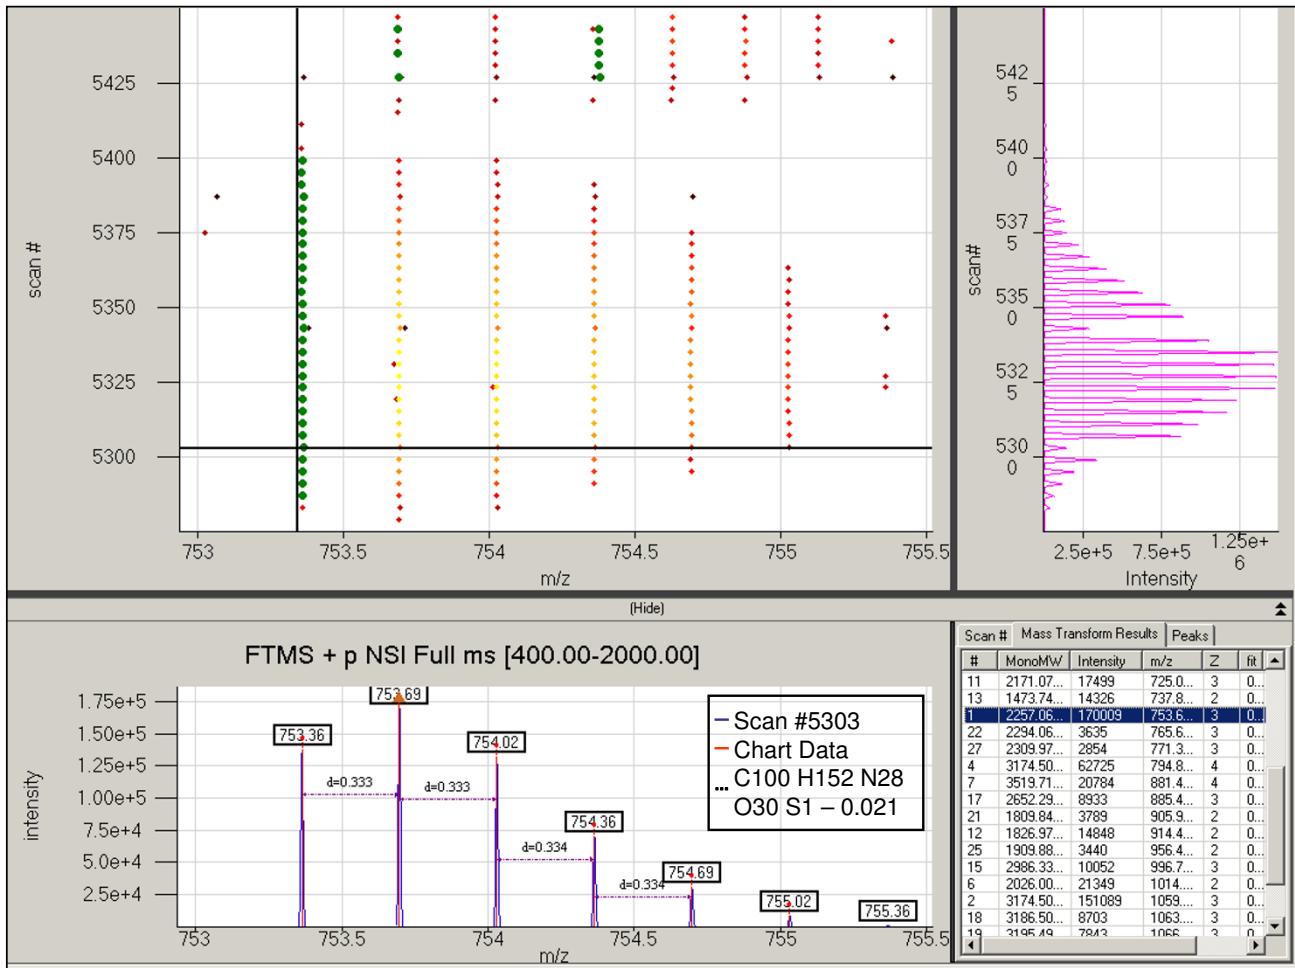 5425
5400
5375
5350
5325
5300
scan #
753
753.5
754
754.5
755
755.5
m/z
542
5
540
0
537
5
535
0
532
5
530
0
scan#
2.5e+5
7.5e+5
1.25e+
6
Intensity
(Hide)
FTMS + p NSI Full ms [400.00-2000.00]
1.75e+5
1.50e+5
1.25e+5
1.00e+5
7.5e+4
5.0e+4
2.5e+4
intensity
753.36
753.69
754.02
754.36
754.69
755.02
755.36
d=0.333
d=0.333
d=0.334
d=0.334
Scan #5303
Chart Data
C100 H152 N28
O30 S1 – 0.021
753
753.5
754
754.5
755
755.5
m/z
Scan # Mass Transform Results Peaks
# MonoMW Intensity m/z Z fit
11 2171.07... 17499 725.0... 3 0...
13 1473.74... 14326 737.8... 2 0...
1 2257.06... 170009 753.6... 3 0...
22 2294.06... 3635 765.6... 3 0...
27 2309.97... 2854 771.3... 3 0...
4 3174.50... 62725 794.8... 4 0...
7 3519.71... 20784 881.4... 4 0...
17 2652.29... 8933 885.4... 3 0...
21 1809.84... 3789 905.9... 2 0...
12 1826.97... 14848 914.4... 2 0...
25 1909.88... 3440 956.4... 2 0...
15 2986.33... 10052 996.7... 3 0...
6 2026.00... 21349 1014.... 2 0...
2 3174.50... 151089 1059.... 3 0...
18 3186.50... 8703 1063.... 3 0...
19 3195.49 7843 1066 3 0